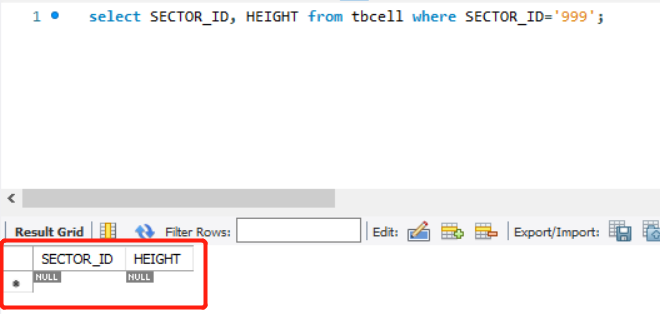 1 select SECTOR_ID, HEIGHT from tbcell where SECTOR_ID='999';
Result Grid Filter Rows: Edit: Export/Import:
SECTOR_ID HEIGHT
NULL NULL